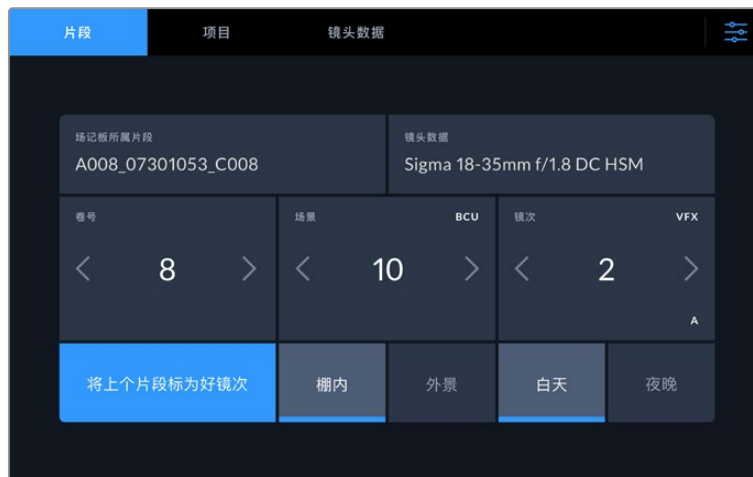 片段 项目 镜头数据
场记板所属片段 镜头数据
A008_07301053_C008 Sigma 18-35mm f/1.8 DC HSM
卷号 场景 BCU 镜次 VFX
8 10 2
A
将上个片段标为好镜次 棚内 外景 白天 夜晚